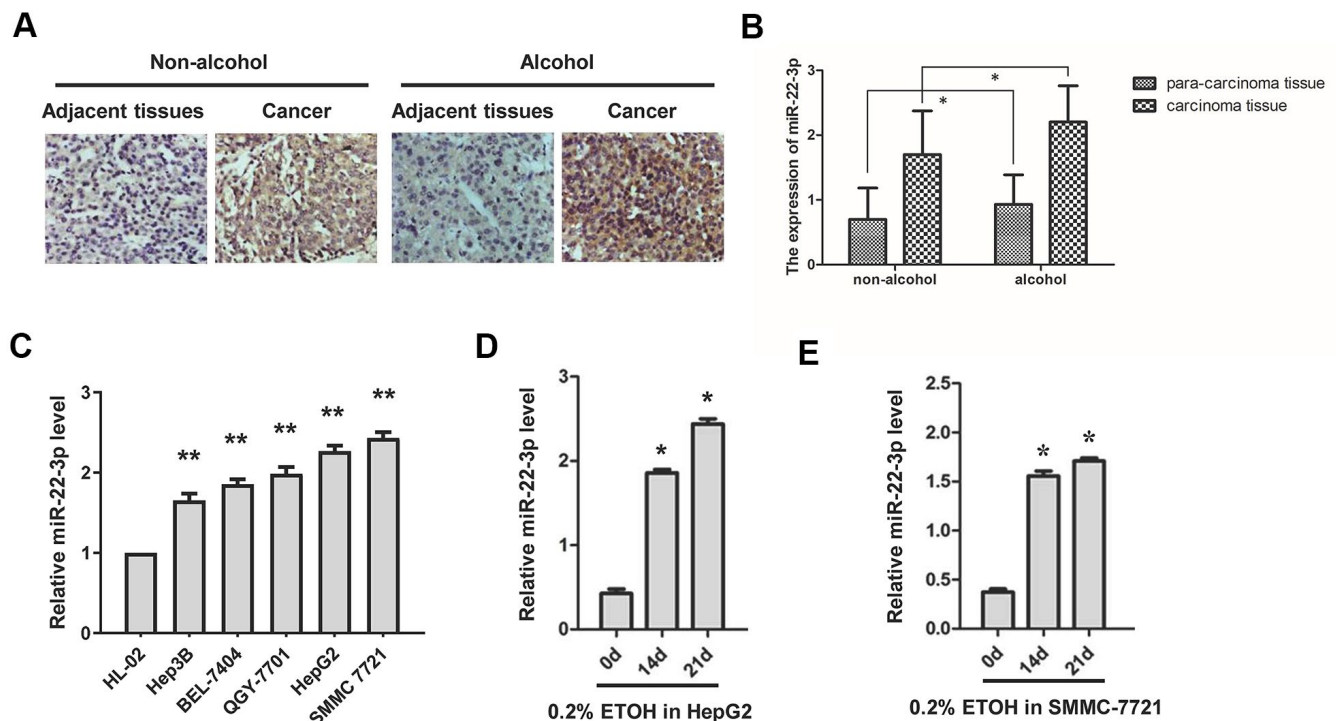 A
Non-alcohol
Alcohol
Adjacent tissues
Cancer
Adjacent tissues
Cancer
B
The expression of miR-22-3p
3
2
1
0
*
*
non-alcohol
alcohol
para-carcinoma tissue
carcinoma tissue
C
Relative miR-22-3p level
3
2
1
0
**
**
**
**
**
HL-02
Hep3B
BEL-7404
QGY-7701
HepG2
SMMC 7721
D
Relative miR-22-3p level
3
2
1
0
*
*
0d
14d
21d
0.2% ETOH in HepG2
E
Relative miR-22-3p level
2.5
2.0
1.5
1.0
0.5
0.0
*
*
0d
14d
21d
0.2% ETOH in SMMC-7721